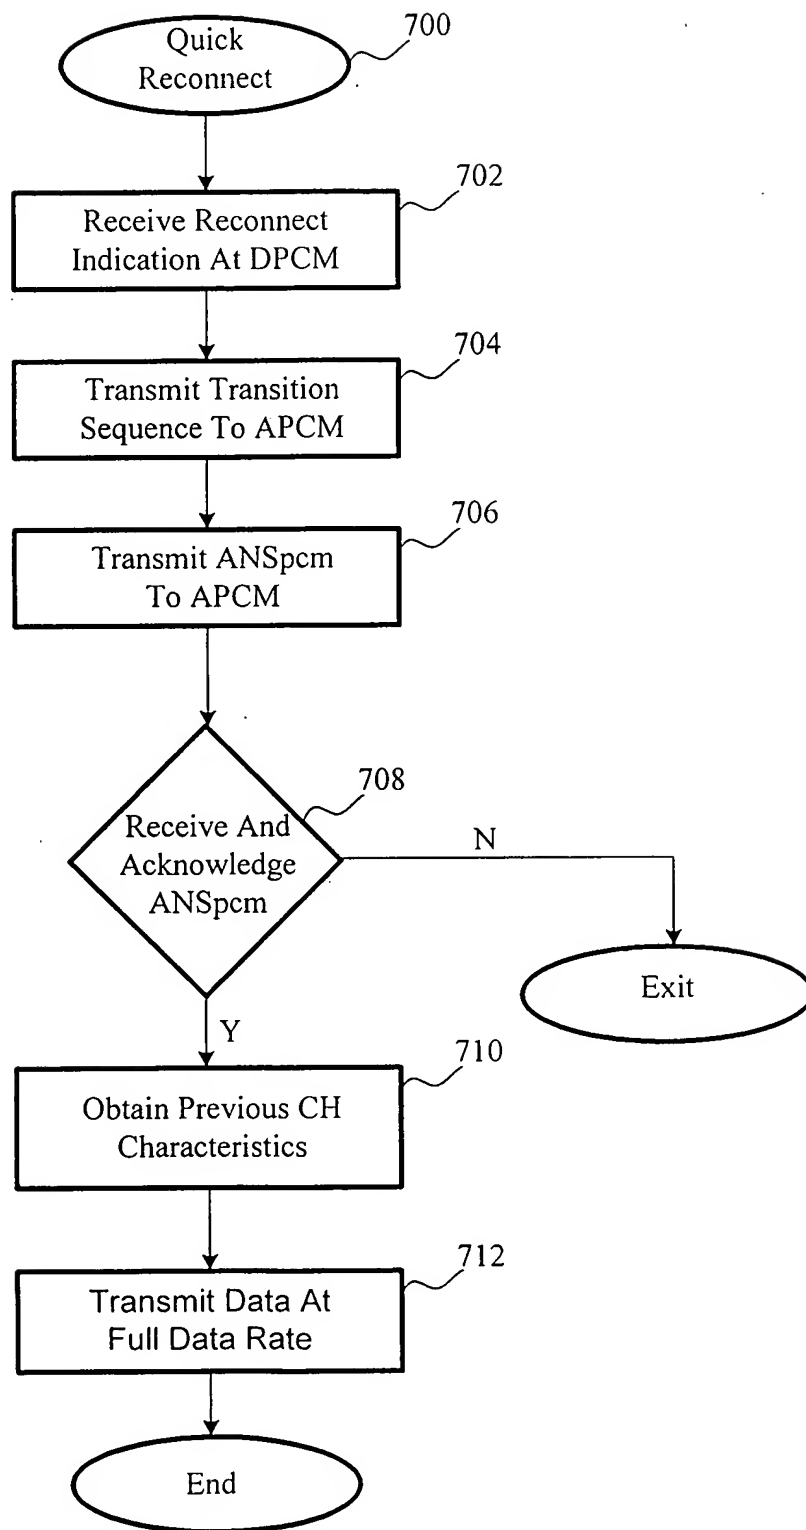 Quick
Reconnect
700
702
Receive Reconnect
Indication At DPCM
704
Transmit Transition
Sequence To APCM
706
Transmit ANSpcm
To APCM
708
Receive And
Acknowledge
ANSpcm
N
Exit
Y
710
Obtain Previous CH
Characteristics
712
Transmit Data At
Full Data Rate
End